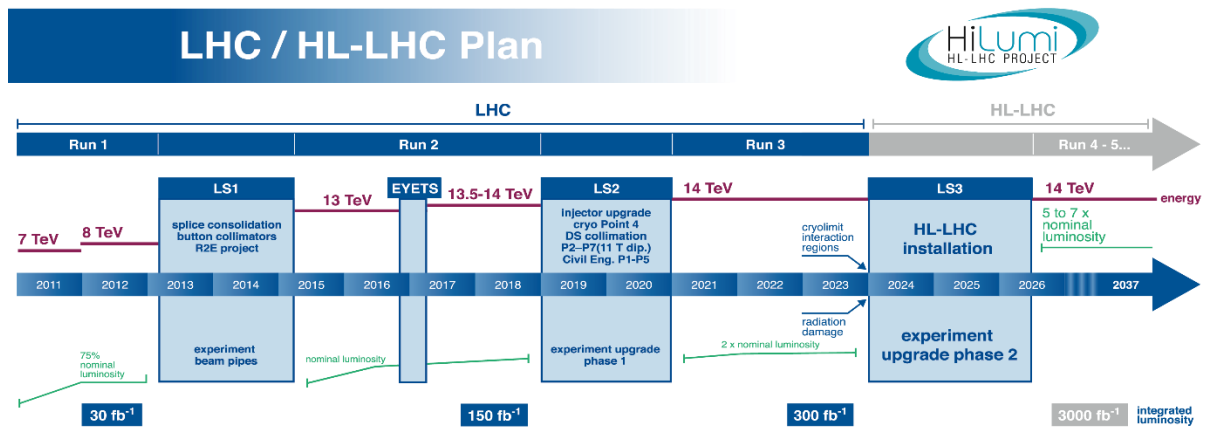 LHC / HL-LHC Plan
HiLumi
HL-LHC PROJECT
LHC
HL-LHC
Run 1
Run 2
Run 3
Run 4 - 5...
LS1
EYETS
LS2
LS3
7 TeV
8 TeV
13 TeV
13.5-14 TeV
14 TeV
14 TeV
energy
splice consolidation
button collimators
R2E project
injector upgrade
cryo Point 4
DS collimation
P2–P7(11 T dip.)
Civil Eng. P1-P5
cryolimit
interaction
regions
HL-LHC
installation
5 to 7 x
nominal
luminosity
2011 2012 2013 2014 2015 2016 2017 2018 2019 2020 2021 2022 2023 2024 2025 2026 2037
radiation
damage
75%
nominal
luminosity
experiment
beam pipes
nominal luminosity
experiment upgrade
phase 1
2 x nominal luminosity
experiment
upgrade phase 2
30 fb⁻¹
150 fb⁻¹
300 fb⁻¹
3000 fb⁻¹
integrated
luminosity